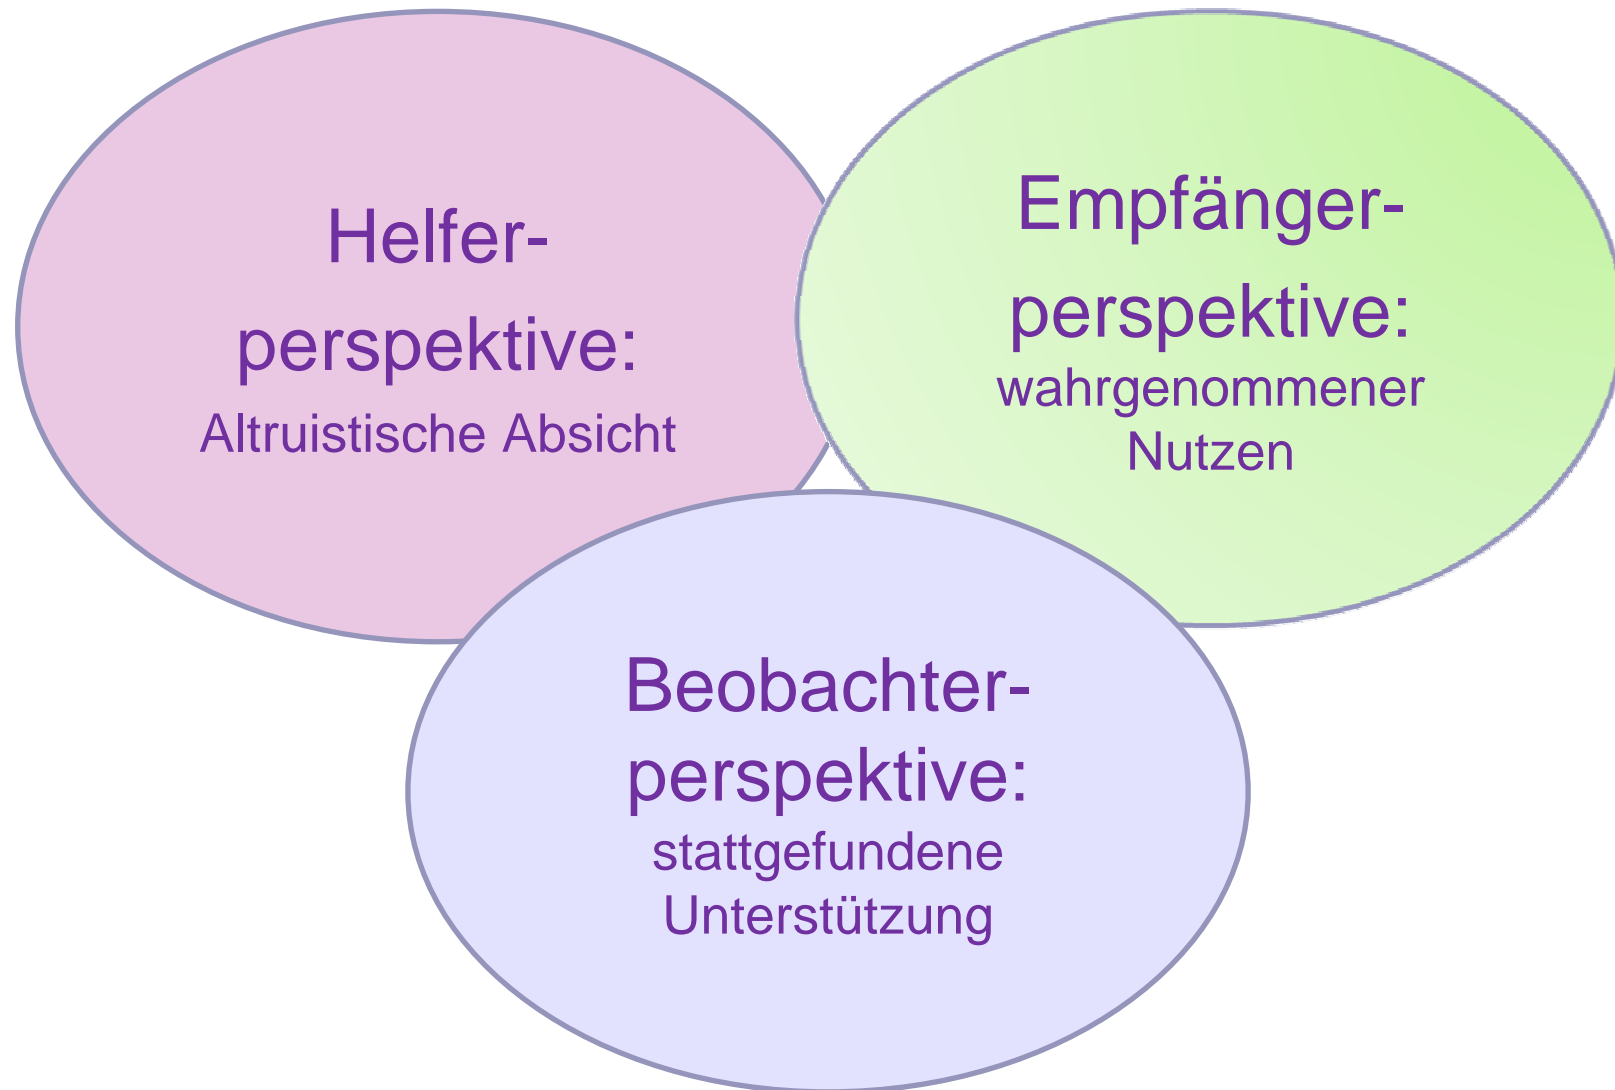 Helfer-
perspektive:
Altruistische Absicht
Empfänger-
perspektive:
wahrgenommener
Nutzen
Beobachter-
perspektive:
stattgefundene
Unterstützung